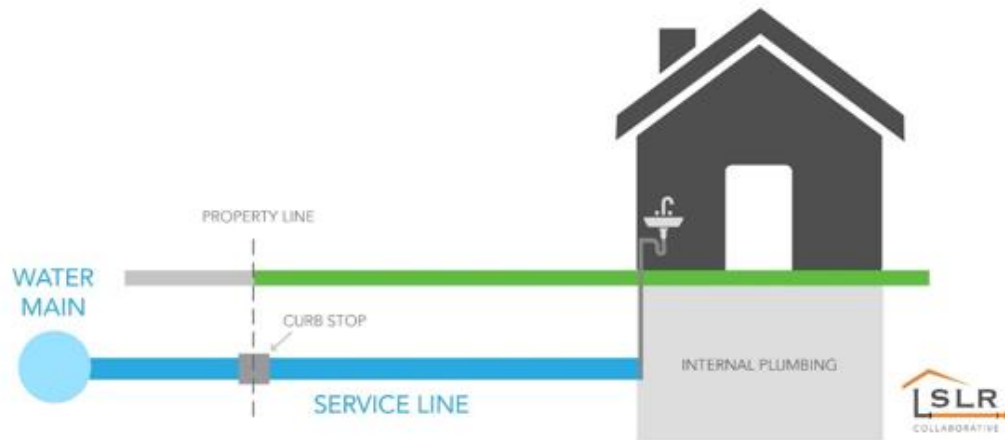 PROPERTY LINE
WATER
MAIN
CURB STOP
SERVICE LINE
INTERNAL PLUMBING
LSLR
COLLABORATIVE